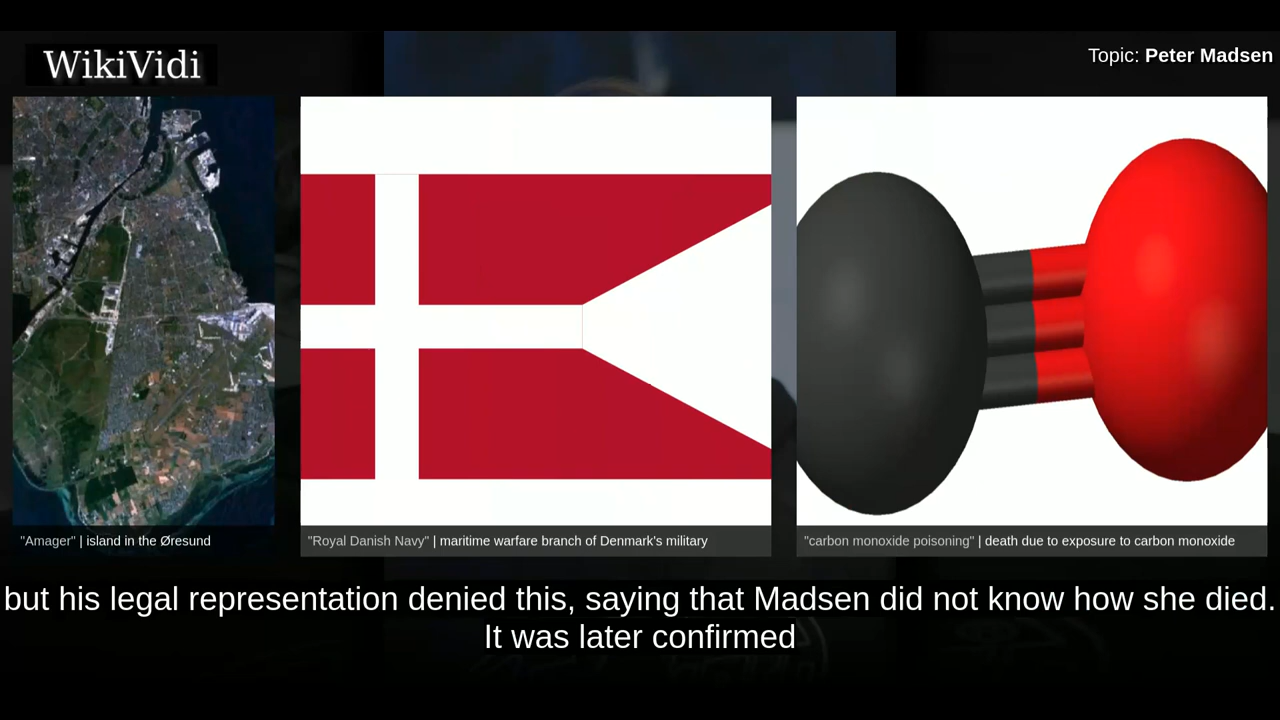 WikiVidi
Topic: Peter Madsen
"Amager" | island in the Øresund
"Royal Danish Navy" | maritime warfare branch of Denmark's military
"carbon monoxide poisoning" | death due to exposure to carbon monoxide
but his legal representation denied this, saying that Madsen did not know how she died.
It was later confirmed